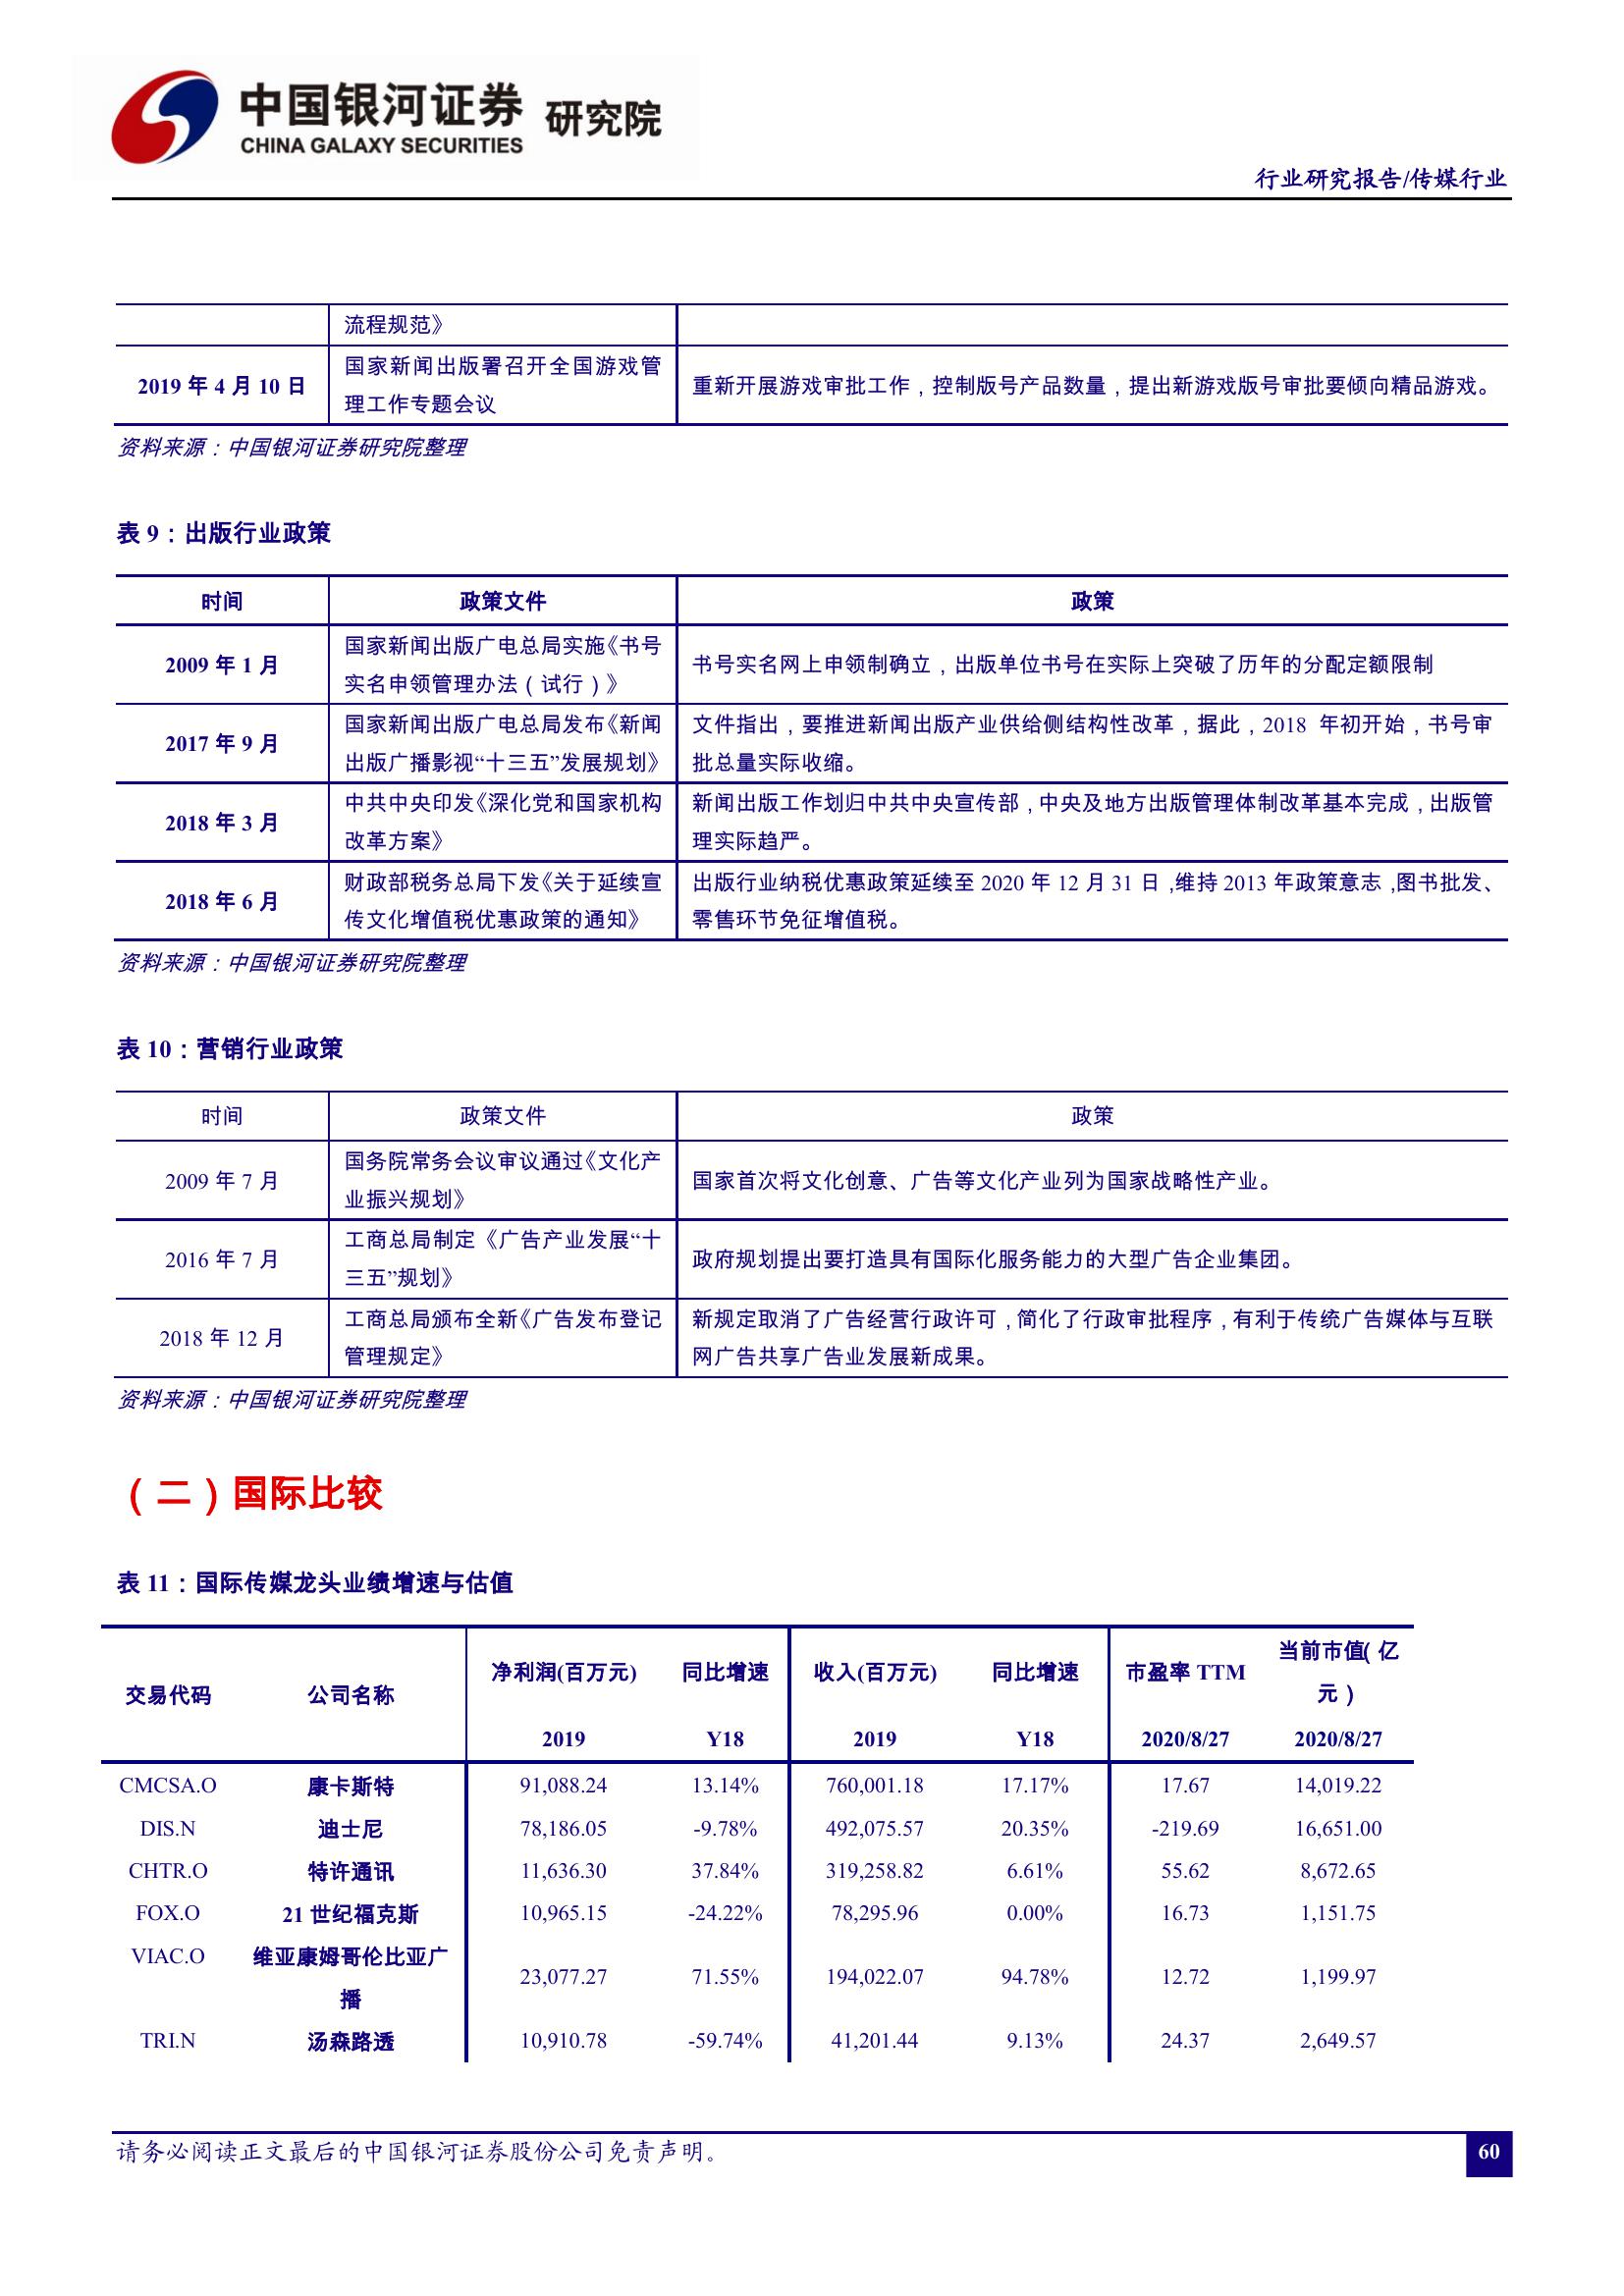 中国银河证券 研究院
CHINA GALAXY SECURITIES
行业研究报告/传媒行业
流程规范》
2019 年 4 月 10 日 国家新闻出版署召开全国游戏管 重新开展游戏审批工作，控制版号产品数量，提出新游戏版号审批要倾向精品游戏。
理工作专题会议
资料来源：中国银河证券研究院整理
表 9：出版行业政策
时间 政策文件 政策
2009 年 1 月 国家新闻出版广电总局实施《书号 书号实名网上申领制确立，出版单位书号在实际上突破了历年的分配定额限制
实名申领管理办法（试行）》
2017 年 9 月 国家新闻出版广电总局发布《新闻 文件指出，要推进新闻出版产业供给侧结构性改革，据此，2018 年初开始，书号审
出版广播影视“十三五”发展规划》 批总量实际收缩。
2018 年 3 月 中共中央印发《深化党和国家机构 新闻出版工作划归中共中央宣传部，中央及地方出版管理体制改革基本完成，出版管
改革方案》 理实际趋严。
2018 年 6 月 财政部税务总局下发《关于延续宣 出版行业纳税优惠政策延续至 2020 年 12 月 31 日，维持 2013 年政策意志，图书批发、
传文化增值税优惠政策的通知》 零售环节免征增值税。
资料来源：中国银河证券研究院整理
表 10：营销行业政策
时间 政策文件 政策
2009 年 7 月 国务院常务会议审议通过《文化产 国家首次将文化创意、广告等文化产业列为国家战略性产业。
业振兴规划》
2016 年 7 月 工商总局制定《广告产业发展“十 政府规划提出要打造具有国际化服务能力的大型广告企业集团。
三五”规划》
2018 年 12 月 工商总局颁布全新《广告发布登记 新规定取消了广告经营行政许可，简化了行政审批程序，有利于传统广告媒体与互联
管理规定》 网广告共享广告业发展新成果。
资料来源：中国银河证券研究院整理
（二）国际比较
表 11：国际传媒龙头业绩增速与估值
交易代码 公司名称 净利润(百万元) 同比增速 收入(百万元) 同比增速 市盈率 TTM 当前市值（亿
元）
2019 Y18 2019 Y18 2020/8/27 2020/8/27
CMCSA.O 康卡斯特 91,088.24 13.14% 760,001.18 17.17% 17.67 14,019.22
DIS.N 迪士尼 78,186.05 -9.78% 492,075.57 20.35% -219.69 16,651.00
CHTR.O 特许通讯 11,636.30 37.84% 319,258.82 6.61% 55.62 8,672.65
FOX.O 21 世纪福克斯 10,965.15 -24.22% 78,295.96 0.00% 16.73 1,151.75
VIAC.O 维亚康姆哥伦比亚广 23,077.27 71.55% 194,022.07 94.78% 12.72 1,199.97
播
TRI.N 汤森路透 10,910.78 -59.74% 41,201.44 9.13% 24.37 2,649.57
请务必阅读正文最后的中国银河证券股份公司免责声明。
60